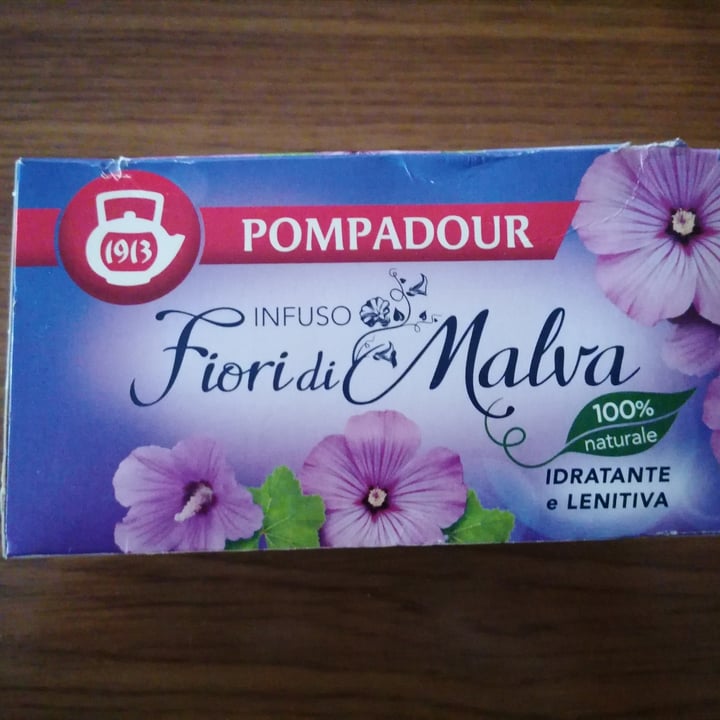 1913
POMPADOUR
INFUSO
Fiori di Malva
100%
naturale
IDRATANTE
e LENITIVA